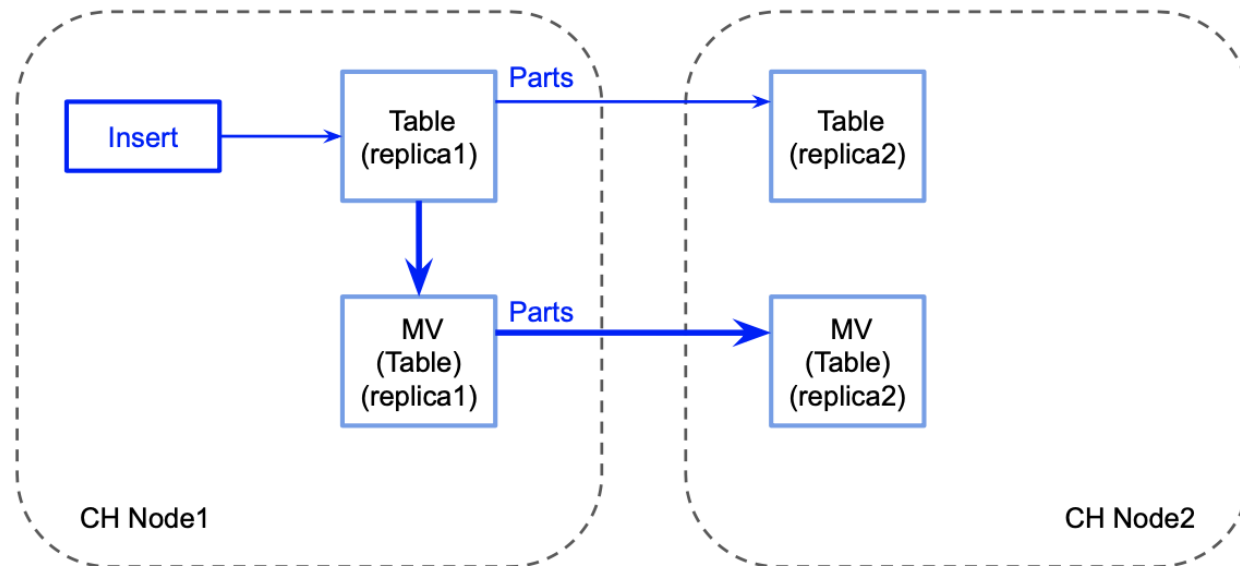 Insert
Table
(replica1)
Parts
Table
(replica2)
MV
(Table)
(replica1)
Parts
MV
(Table)
(replica2)
CH Node1
CH Node2